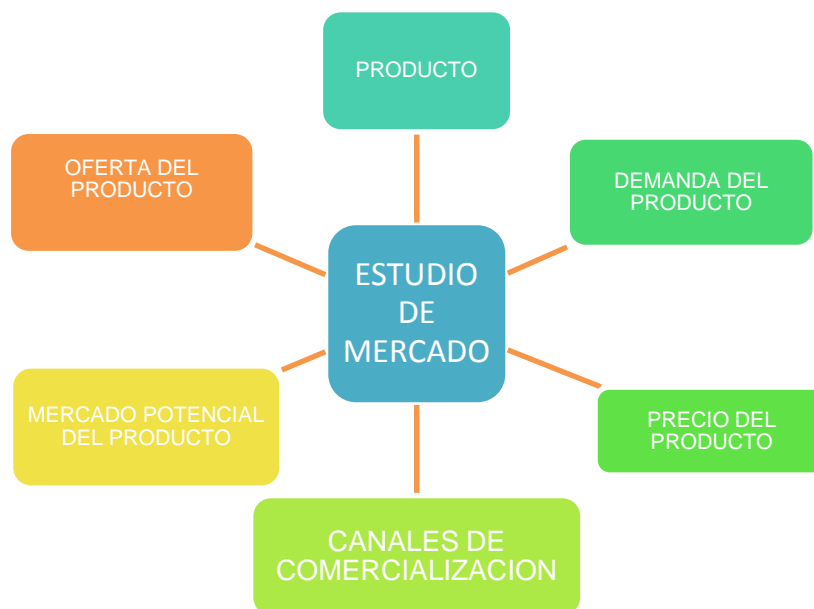 PRODUCTO
OFERTA DEL
PRODUCTO
DEMANDA DEL
PRODUCTO
ESTUDIO
DE
MERCADO
MERCADO POTENCIAL
DEL PRODUCTO
PRECIO DEL
PRODUCTO
CANALES DE
COMERCIALIZACION